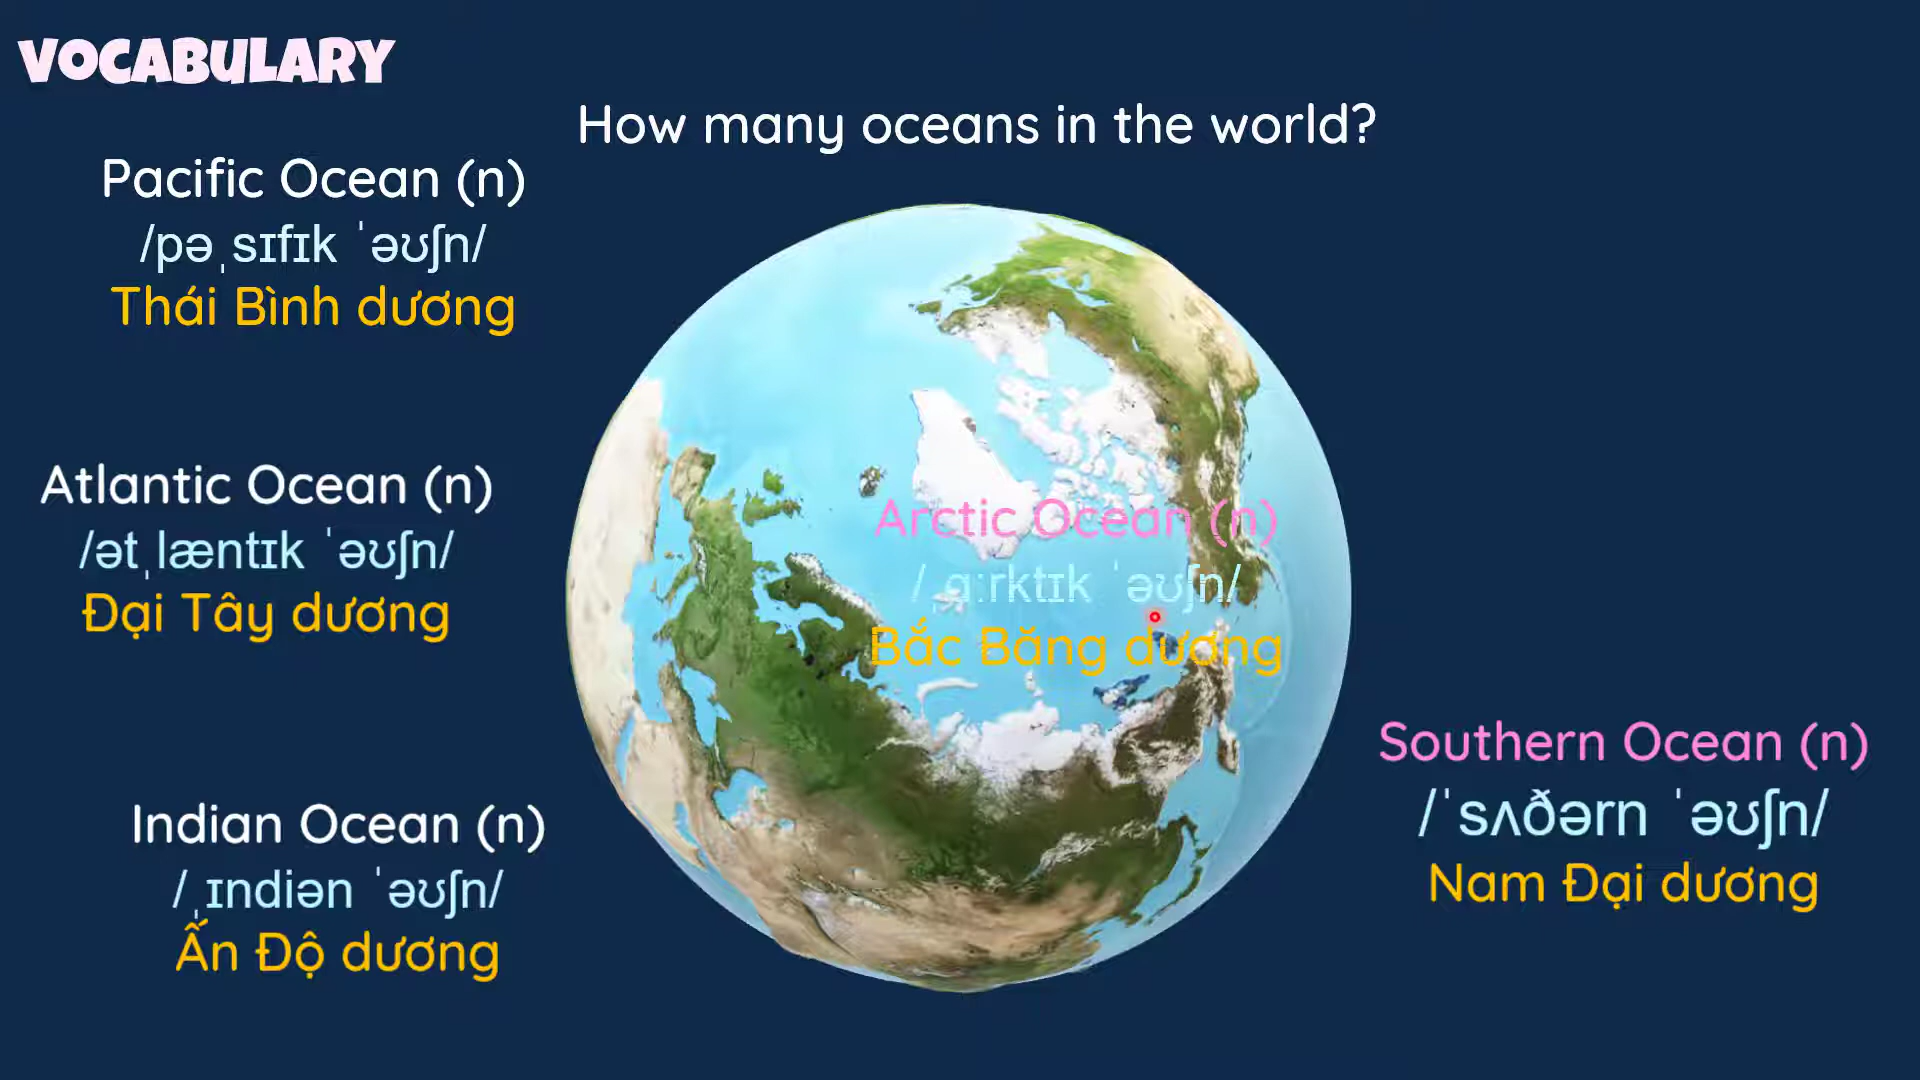 VOCABULARY
How many oceans in the world?
Pacific Ocean (n)
/pəˌsɪfɪk ˈəʊʃn/
Thái Bình dương
Atlantic Ocean (n)
/ətˌlæntɪk ˈəʊʃn/
Đại Tây dương
Indian Ocean (n)
/ˌɪndiən ˈəʊʃn/
Ấn Độ dương
Arctic Ocean (n)
/ˌɑːrktɪk ˈəʊʃn/
Bắc Băng dương
Southern Ocean (n)
/ˈsʌðərn ˈəʊʃn/
Nam Đại dương